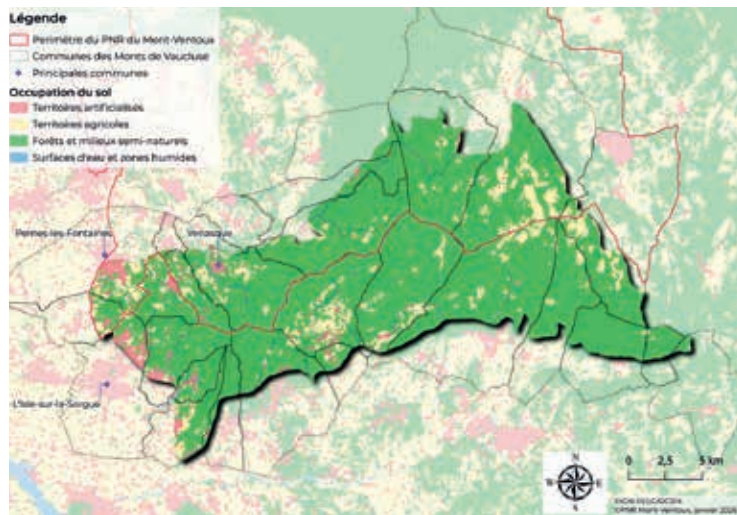 Légende
Perimètre du PNR du Mont-Ventoux
Communes des Monts de Vaucluse
Principales communes
Occupation du sol
Territoires artificialisés
Territoires agricoles
Forêts et milieux semi-naturels
Surfaces d'eau et zones humides
Pernes-les-Fontaines
Venasque
L'Isle-sur-la-Sorgue
N
W
E
S
0 2,5 5 km
©PNR Mont-Ventoux, janvier